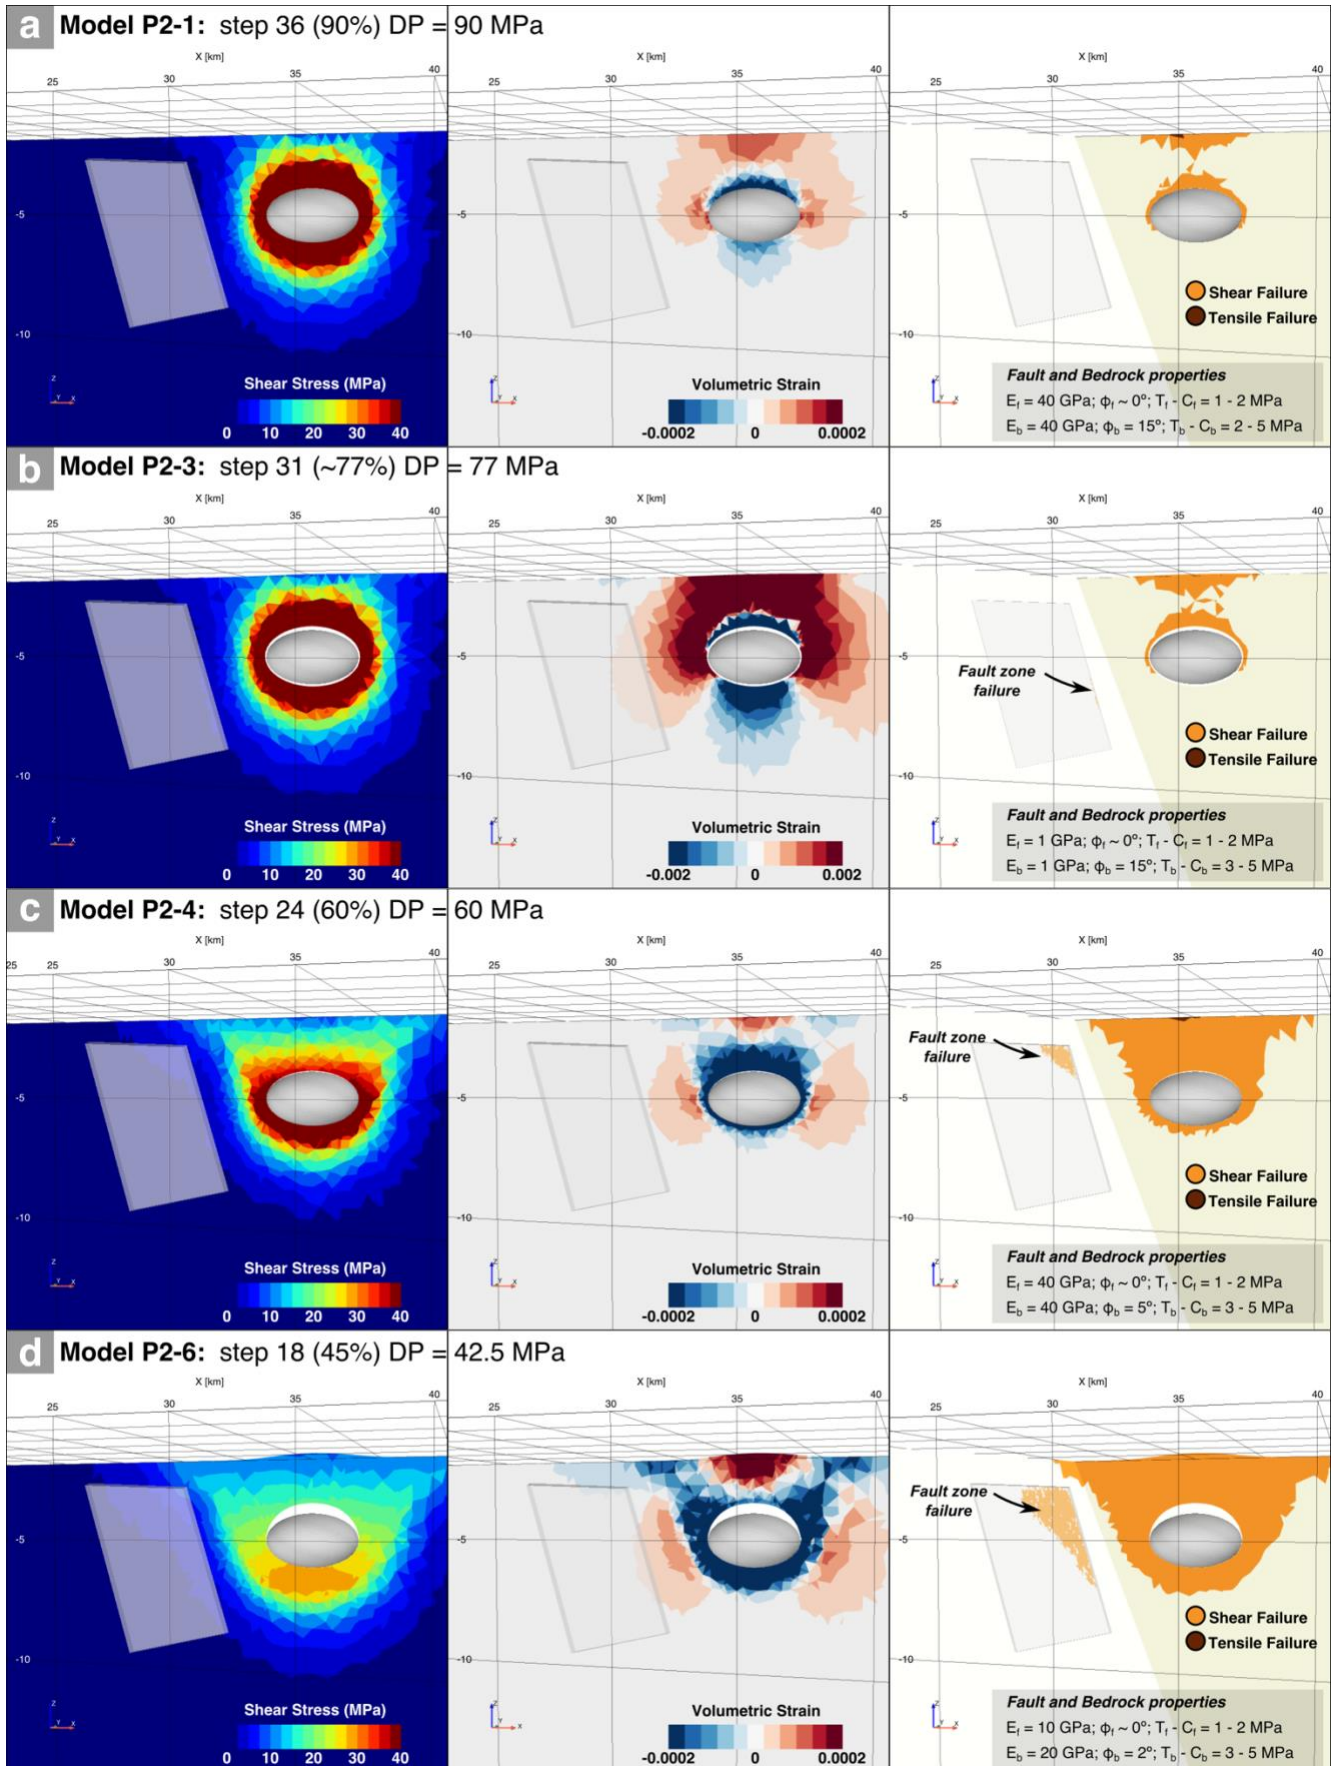 a Model P2-1: step 36 (90%) DP = 90 MPa
X [km] X [km] X [km]
25 30 35 40 25 30 35 40 25 30 35 40
-5 -5 -5
Shear Failure
Tensile Failure
-10 -10 -10
Fault and Bedrock properties
Shear Stress (MPa) Volumetric Strain
E_f = 40 GPa; ϕ_f ~ 0º; T_f - C_f = 1 - 2 MPa
E_b = 40 GPa; ϕ_b = 15º; T_b - C_b = 2 - 5 MPa
0 10 20 30 40 -0.0002 0 0.0002
b Model P2-3: step 31 (~77%) DP = 77 MPa
X [km] X [km] X [km]
25 30 35 40 25 30 35 40 25 30 35 40
-5 -5 -5
Fault zone
failure
Shear Failure
Tensile Failure
-10 -10 -10
Fault and Bedrock properties
Shear Stress (MPa) Volumetric Strain
E_f = 1 GPa; ϕ_f ~ 0º; T_f - C_f = 1 - 2 MPa
E_b = 1 GPa; ϕ_b = 15º; T_b - C_b = 3 - 5 MPa
0 10 20 30 40 -0.002 0 0.002
c Model P2-4: step 24 (60%) DP = 60 MPa
X [km] X [km] X [km]
25 25 30 35 40 25 30 35 40 25 30 35 40
Fault zone
failure
-5 -5 -5
Shear Failure
Tensile Failure
-10 -10 -10
Fault and Bedrock properties
Shear Stress (MPa) Volumetric Strain
E_f = 40 GPa; ϕ_f ~ 0º; T_f - C_f = 1 - 2 MPa
E_b = 40 GPa; ϕ_b = 5º; T_b - C_b = 3 - 5 MPa
0 10 20 30 40 -0.0002 0 0.0002
d Model P2-6: step 18 (45%) DP = 42.5 MPa
X [km] X [km] X [km]
25 30 35 40 25 30 35 40 25 30 35 40
Fault zone
failure
-5 -5 -5
Shear Failure
Tensile Failure
-10 -10 -10
Fault and Bedrock properties
Shear Stress (MPa) Volumetric Strain
E_f = 10 GPa; ϕ_f ~ 0º; T_f - C_f = 1 - 2 MPa
E_b = 20 GPa; ϕ_b = 2º; T_b - C_b = 3 - 5 MPa
0 10 20 30 40 -0.0002 0 0.0002